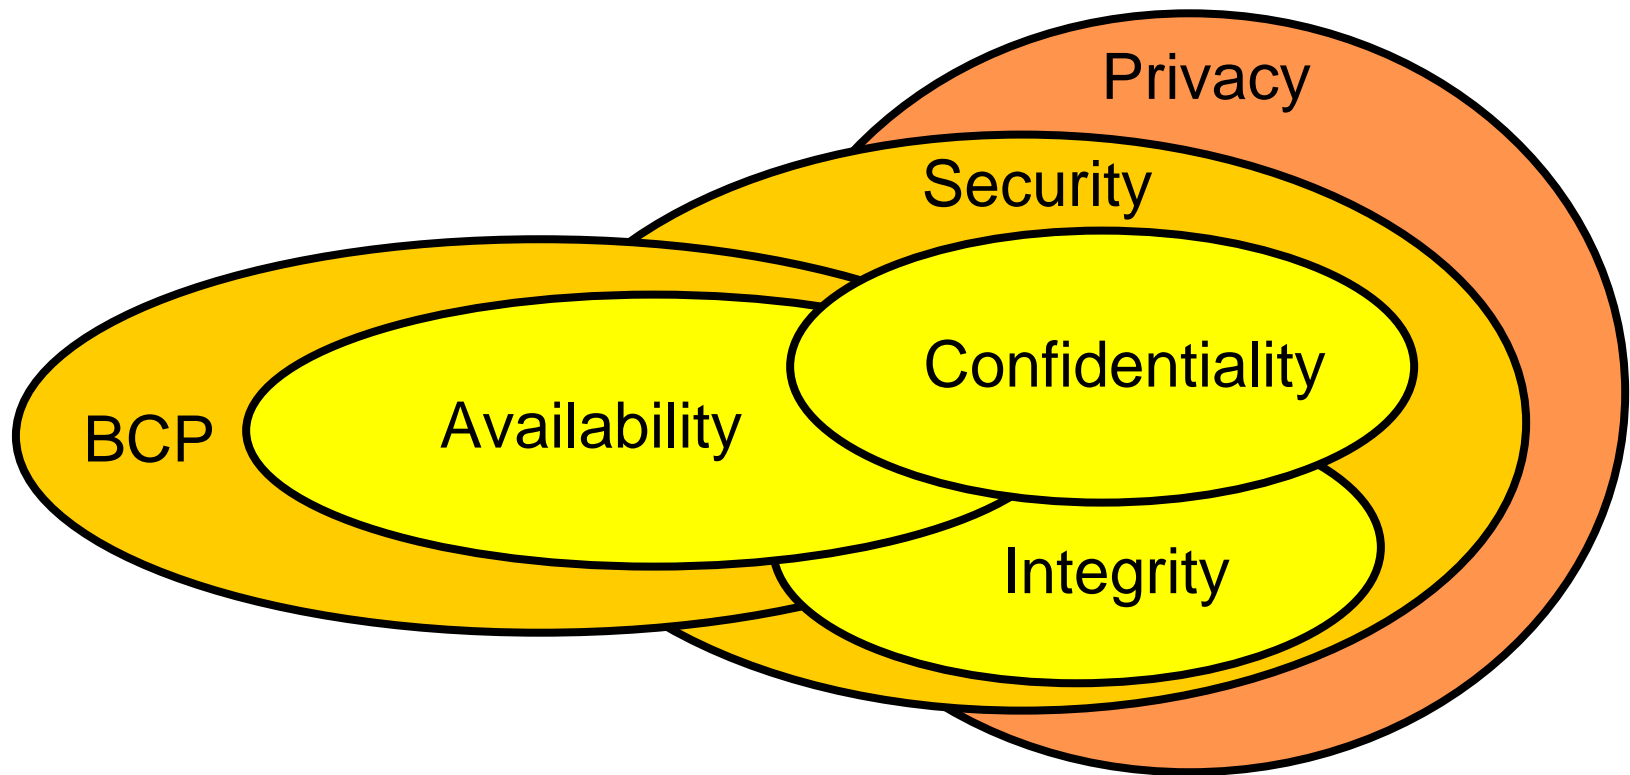 Privacy
Security
Confidentiality
Availability
BCP
Integrity